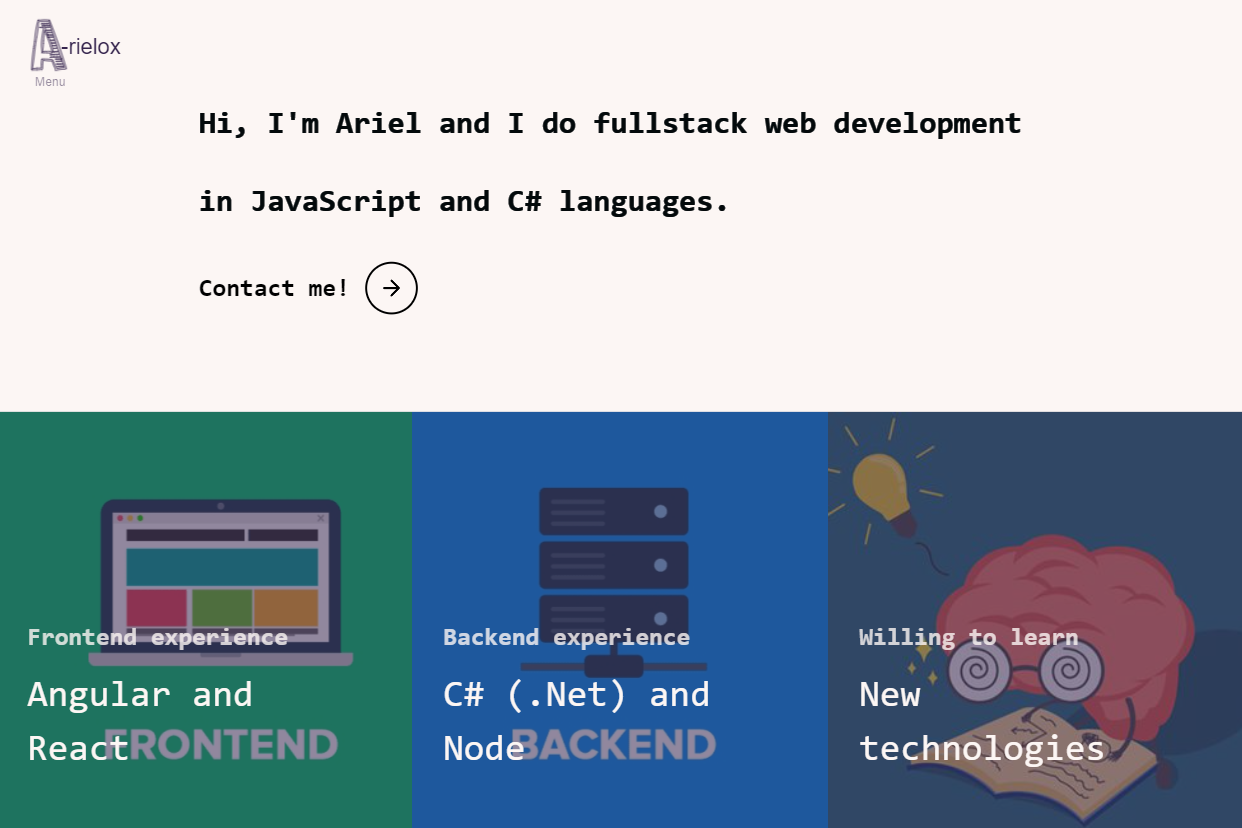 A-rielox
Menu
Hi, I'm Ariel and I do fullstack web development
in JavaScript and C# languages.
Contact me!
Frontend experience
Angular and
React
FRONTEND
Backend experience
C# (.Net) and
Node
BACKEND
Willing to learn
New
technologies